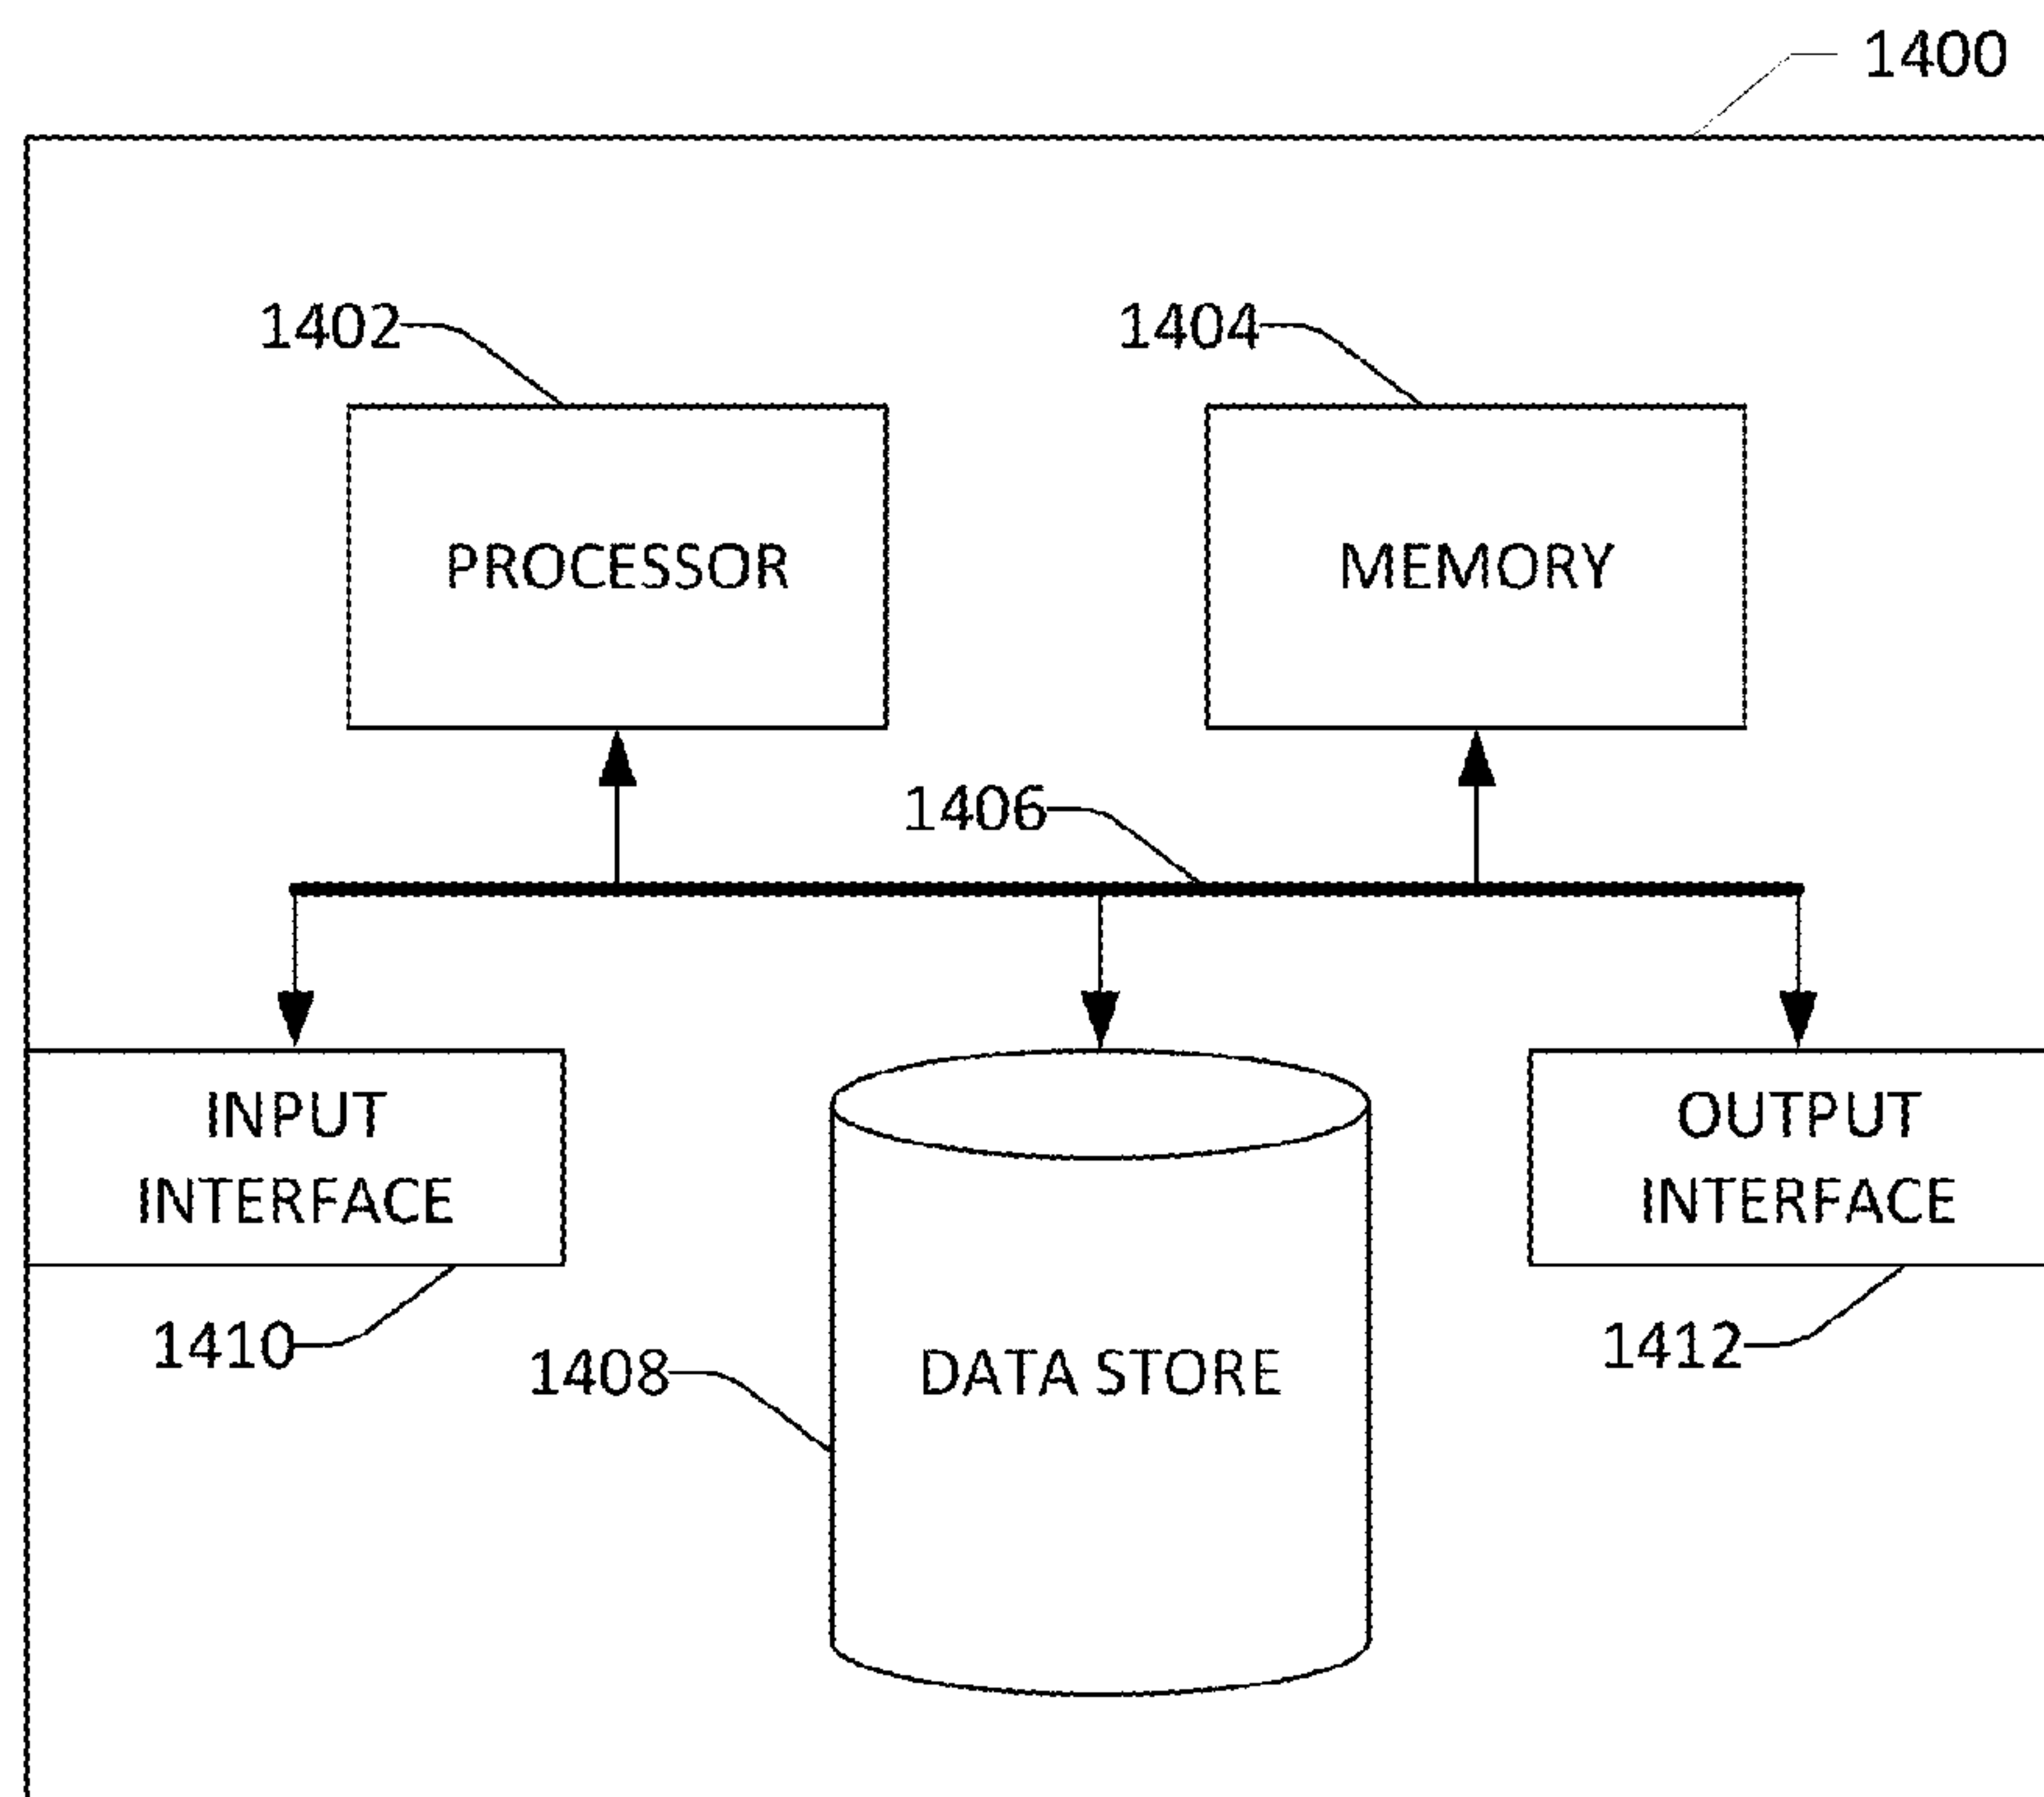 1400
1402
1404
PROCESSOR
MEMORY
1406
INPUT
INTERFACE
OUTPUT
INTERFACE
1410
1408
DATA STORE
1412